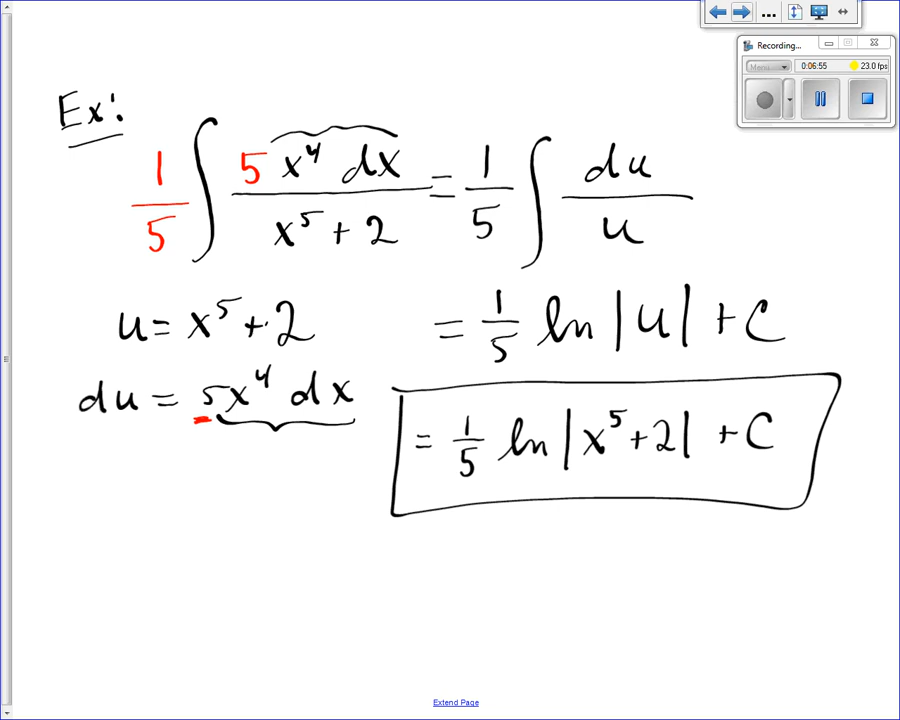 Recording...
Menu
0:06:55
23.0 fps
Ex:
1/5 ∫ 5 x⁴ dx / x⁵ + 2 = 1/5 ∫ du / u
u = x⁵ + 2
= 1/5 ln |u| + C
du = 5x⁴ dx
= 1/5 ln |x⁵ + 2| + C
Extend Page